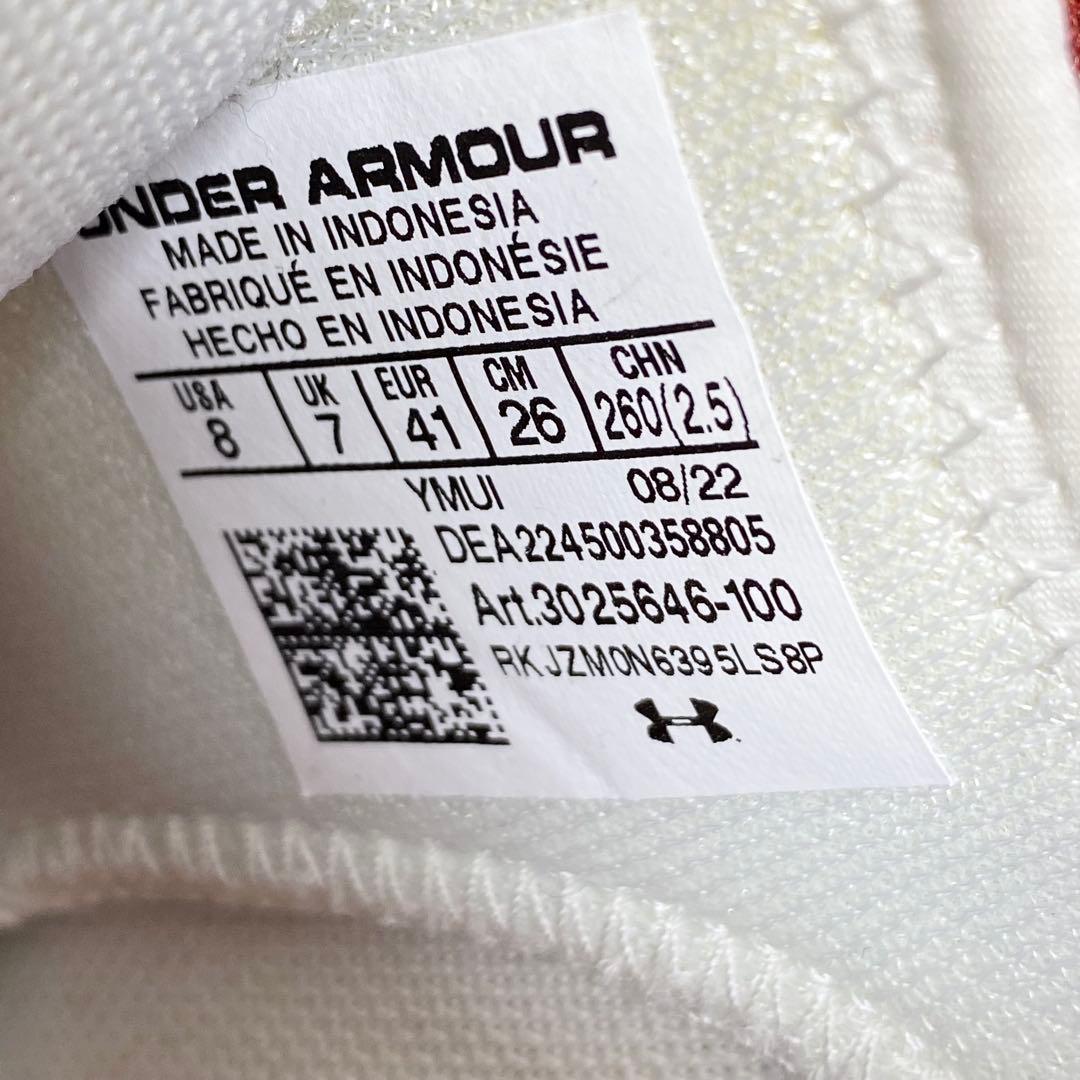 UNDER ARMOUR
MADE IN INDONESIA
FABRIQUÉ EN INDONÉSIE
HECHO EN INDONESIA
USA UK EUR CM CHN
8 7 41 26 260(2.5)
YMUI 08/22
DEA224500358805
Art.3025646-100
RKJZM0N6395LS8P